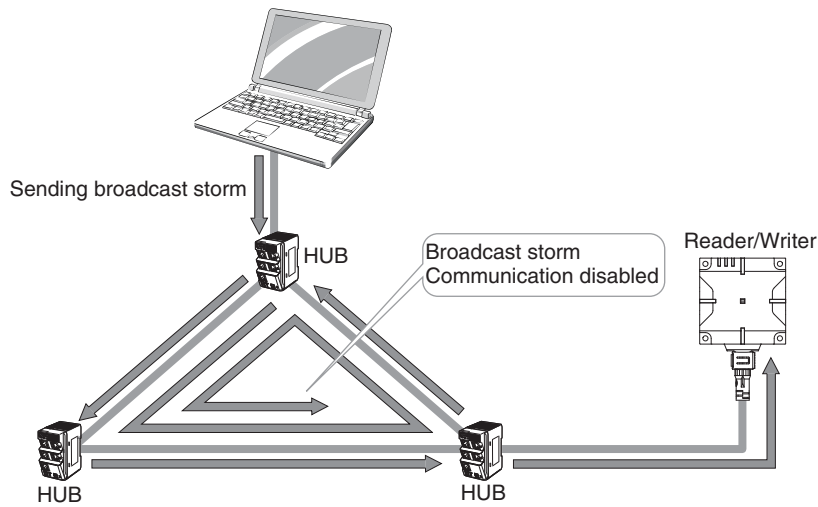 Sending broadcast storm
HUB
Broadcast storm
Communication disabled
Reader/Writer
HUB
HUB